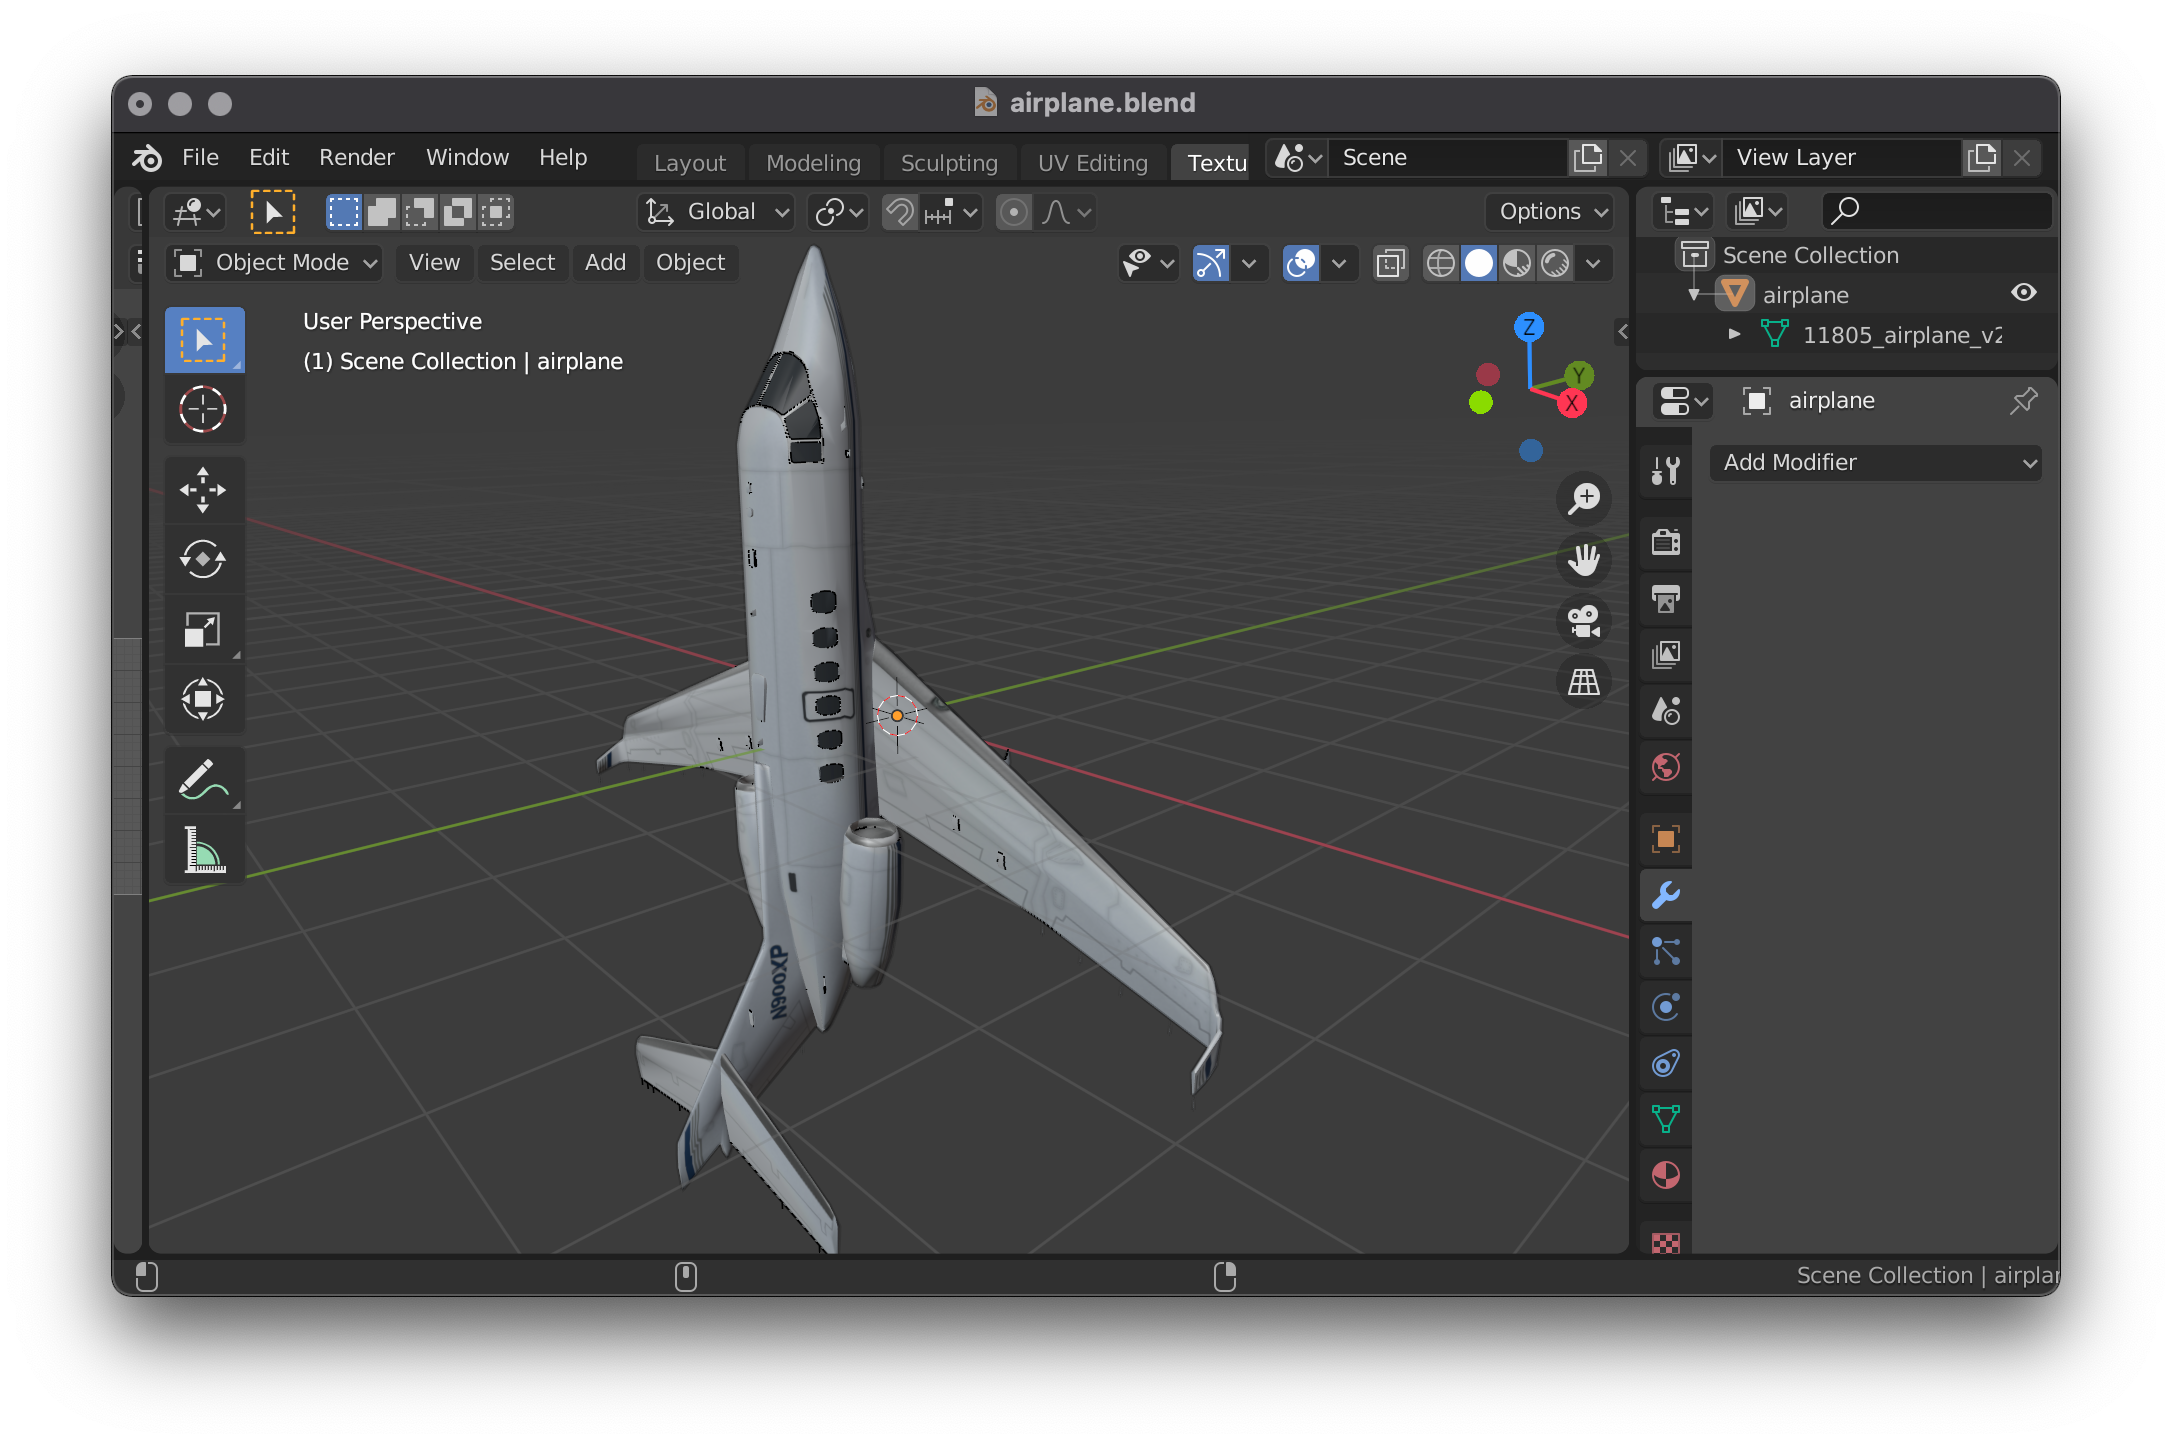 airplane.blend
File Edit Render Window Help Layout Modeling Sculpting UV Editing Textu Scene View Layer
Global Options
Object Mode View Select Add Object
Scene Collection
airplane
11805_airplane_v2
User Perspective
(1) Scene Collection | airplane
Z
Y
X
airplane
Add Modifier
N900XP
Scene Collection | airplan